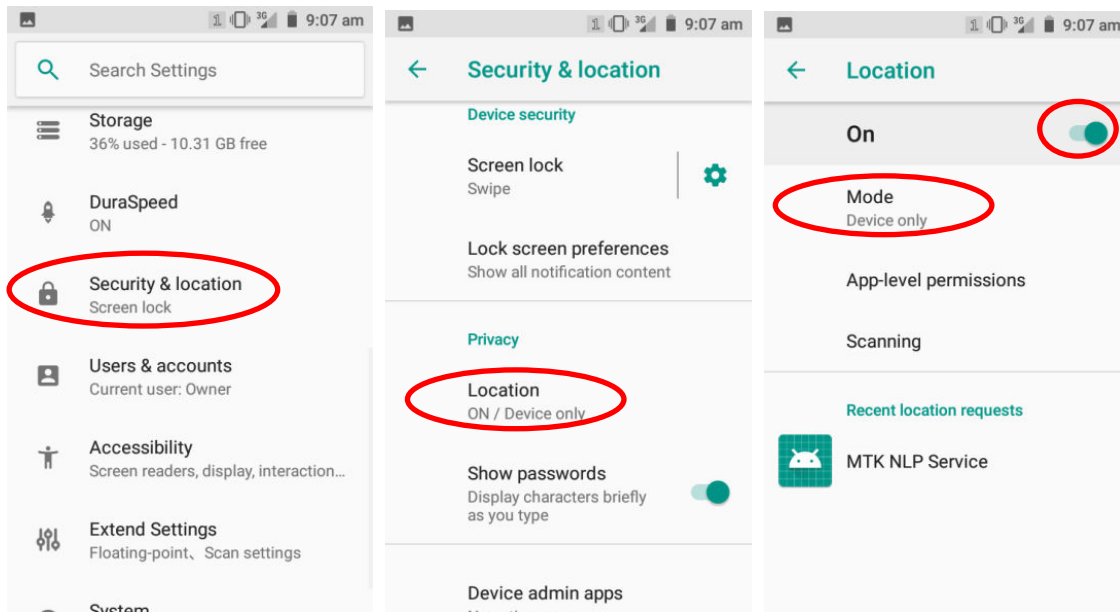 1 3G 9:07 am
Search Settings
Storage
36% used - 10.31 GB free
DuraSpeed
ON
Security & location
Screen lock
Users & accounts
Current user: Owner
Accessibility
Screen readers, display, interaction...
Extend Settings
Floating-point、Scan settings
System
1 3G 9:07 am
Security & location
Device security
Screen lock
Swipe
Lock screen preferences
Show all notification content
Privacy
Location
ON / Device only
Show passwords
Display characters briefly
as you type
Device admin apps
1 3G 9:07 am
Location
On
Mode
Device only
App-level permissions
Scanning
Recent location requests
MTK NLP Service